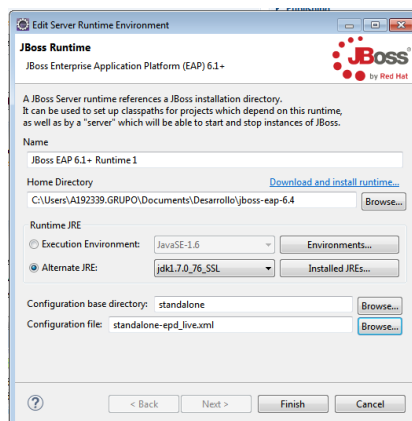 Edit Server Runtime Environment
JBoss Runtime
JBoss Enterprise Application Platform (EAP) 6.1+
JBoss
by Red Hat
A JBoss Server runtime references a JBoss installation directory.
It can be used to set up classpaths for projects which depend on this runtime,
as well as by a "server" which will be able to start and stop instances of JBoss.
Name
JBoss EAP 6.1+ Runtime 1
Home Directory Download and install runtime...
C:\Users\A192339.GRUPO\Documents\Desarrollo\jboss-eap-6.4 Browse...
Runtime JRE
Execution Environment: JavaSE-1.6 Environments...
Alternate JRE: jdk1.7.0_76_SSL Installed JREs...
Configuration base directory: standalone Browse...
Configuration file: standalone-epd_live.xml Browse...
? < Back Next > Finish Cancel